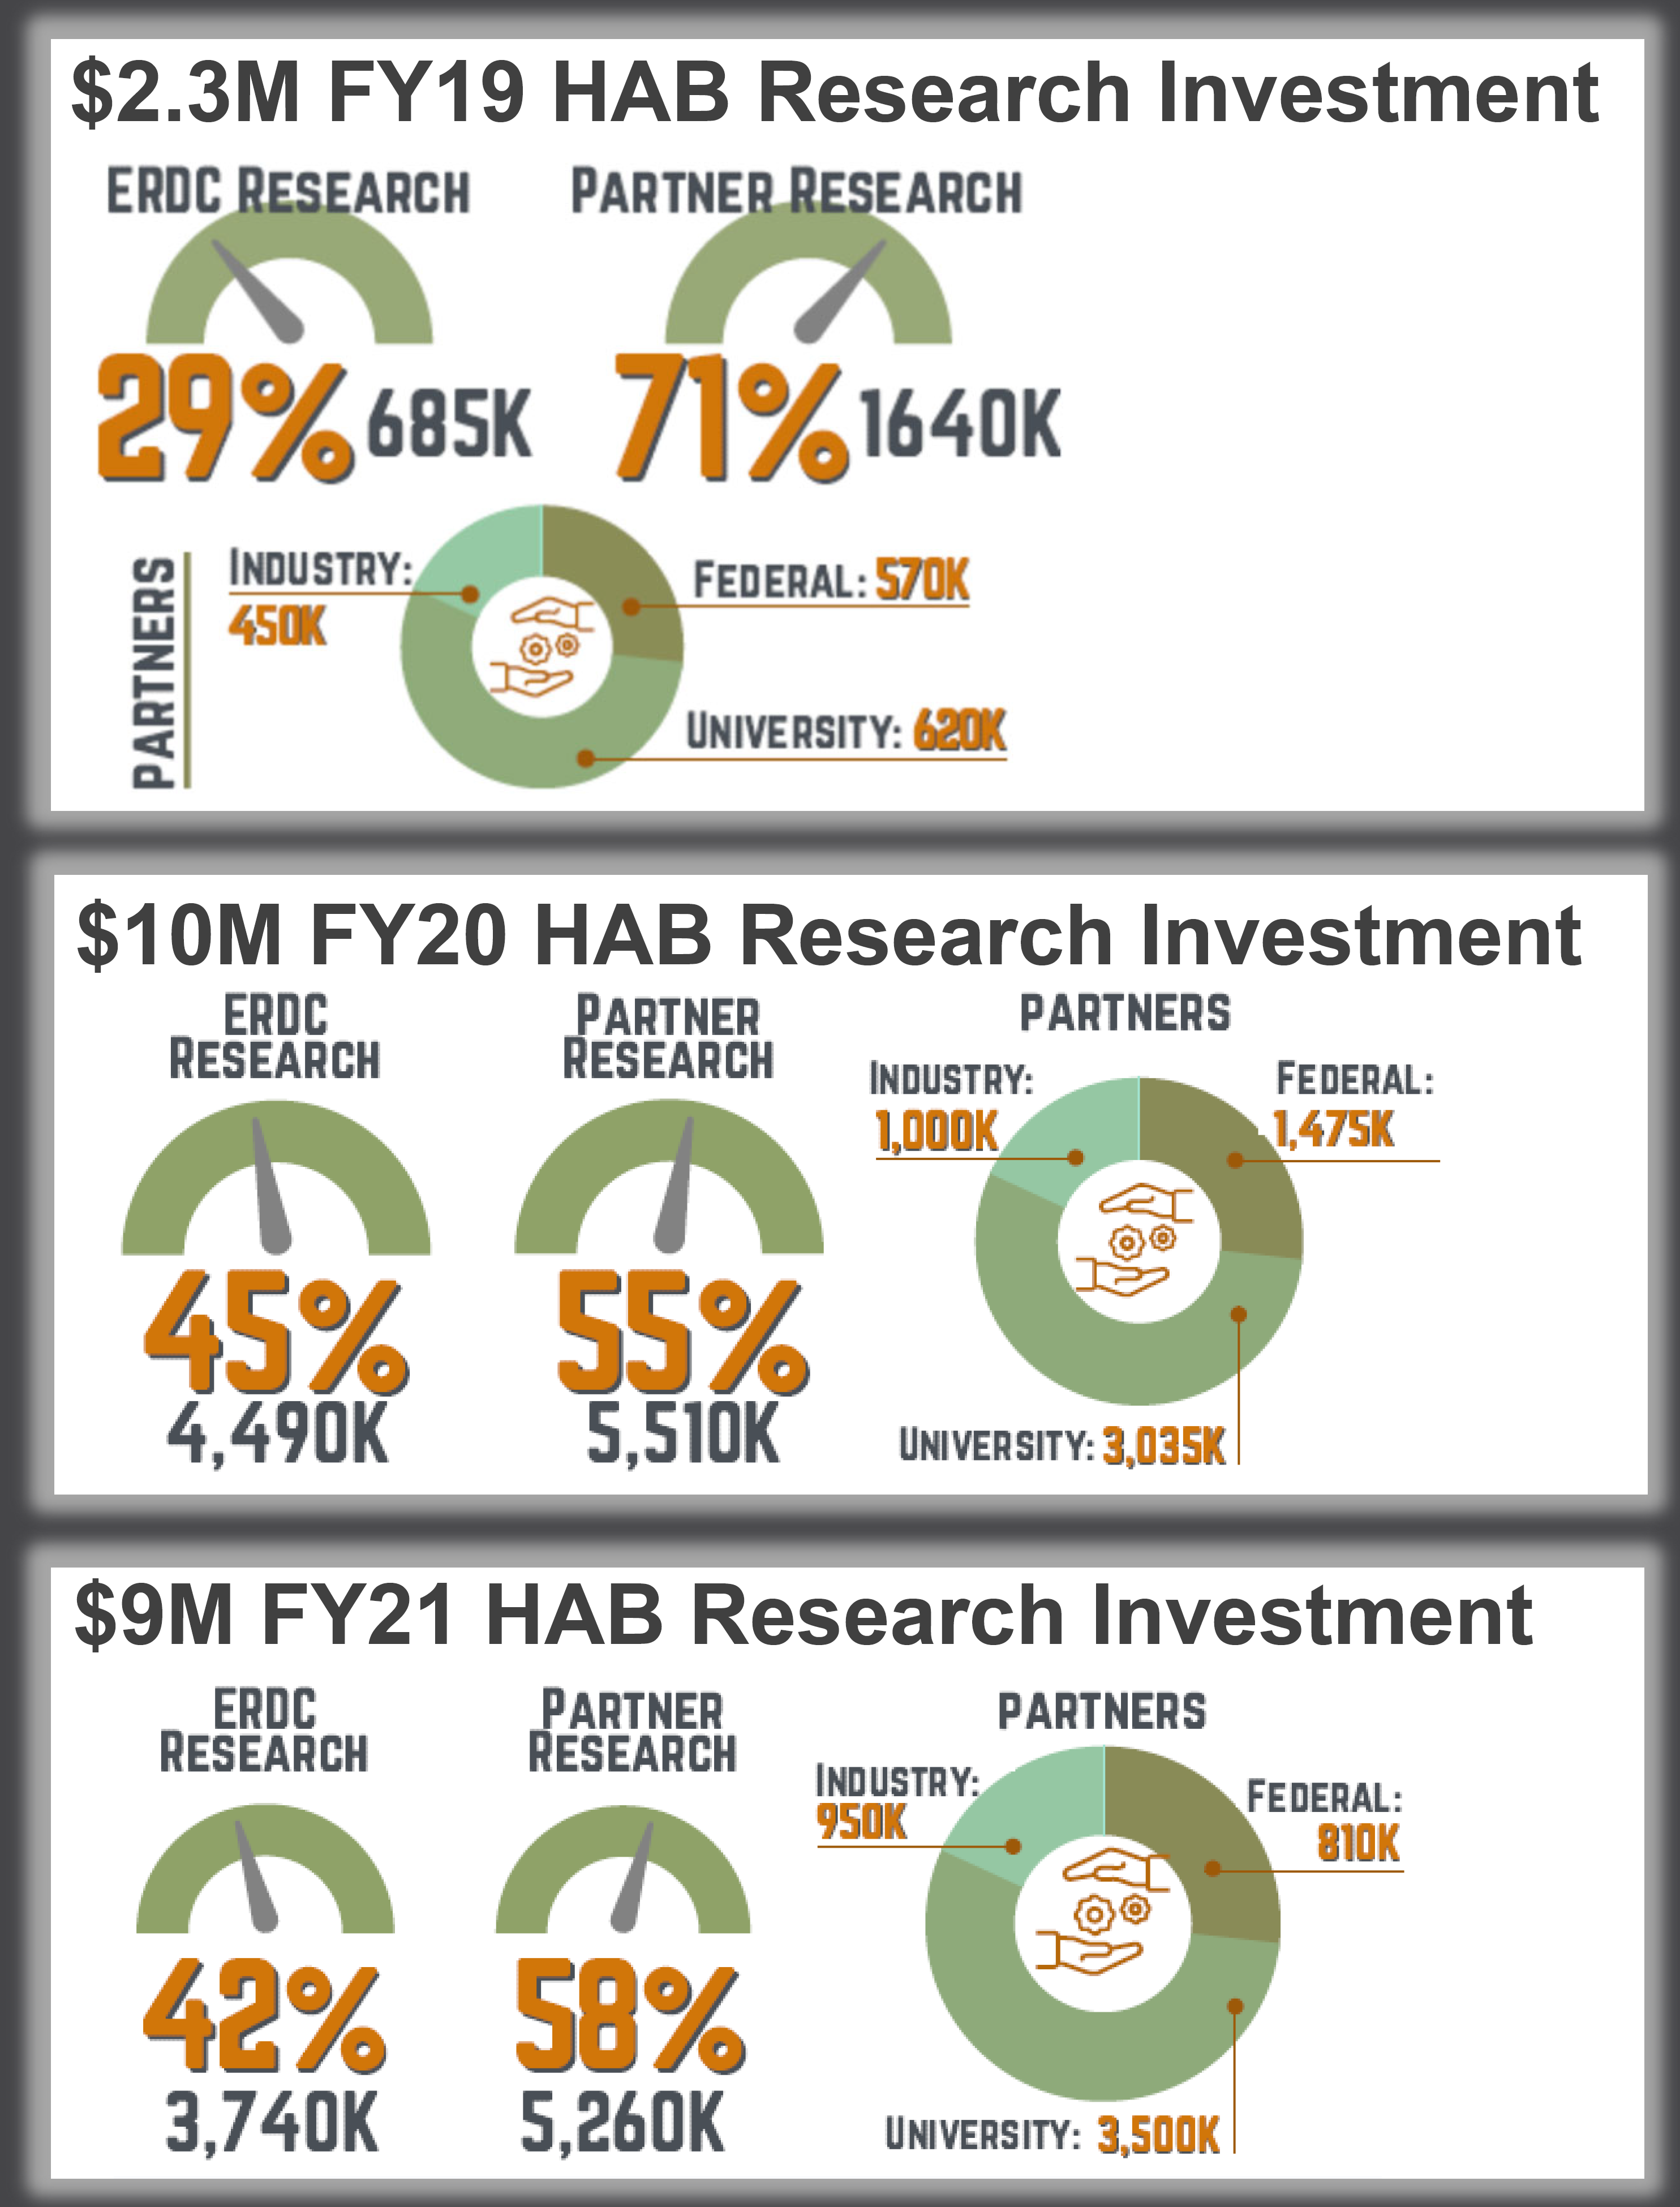 $2.3M FY19 HAB Research Investment
ERDC RESEARCH
PARTNER RESEARCH
29% 685K
71% 1640K
PARTNERS
INDUSTRY:
450K
FEDERAL: 570K
UNIVERSITY: 620K
$10M FY20 HAB Research Investment
ERDC
RESEARCH
45%
4,490K
PARTNER
RESEARCH
55%
5,510K
PARTNERS
INDUSTRY:
1,000K
FEDERAL:
1,475K
UNIVERSITY: 3,035K
$9M FY21 HAB Research Investment
ERDC
RESEARCH
42%
3,740K
PARTNER
RESEARCH
58%
5,260K
PARTNERS
INDUSTRY:
950K
FEDERAL:
810K
UNIVERSITY: 3,500K